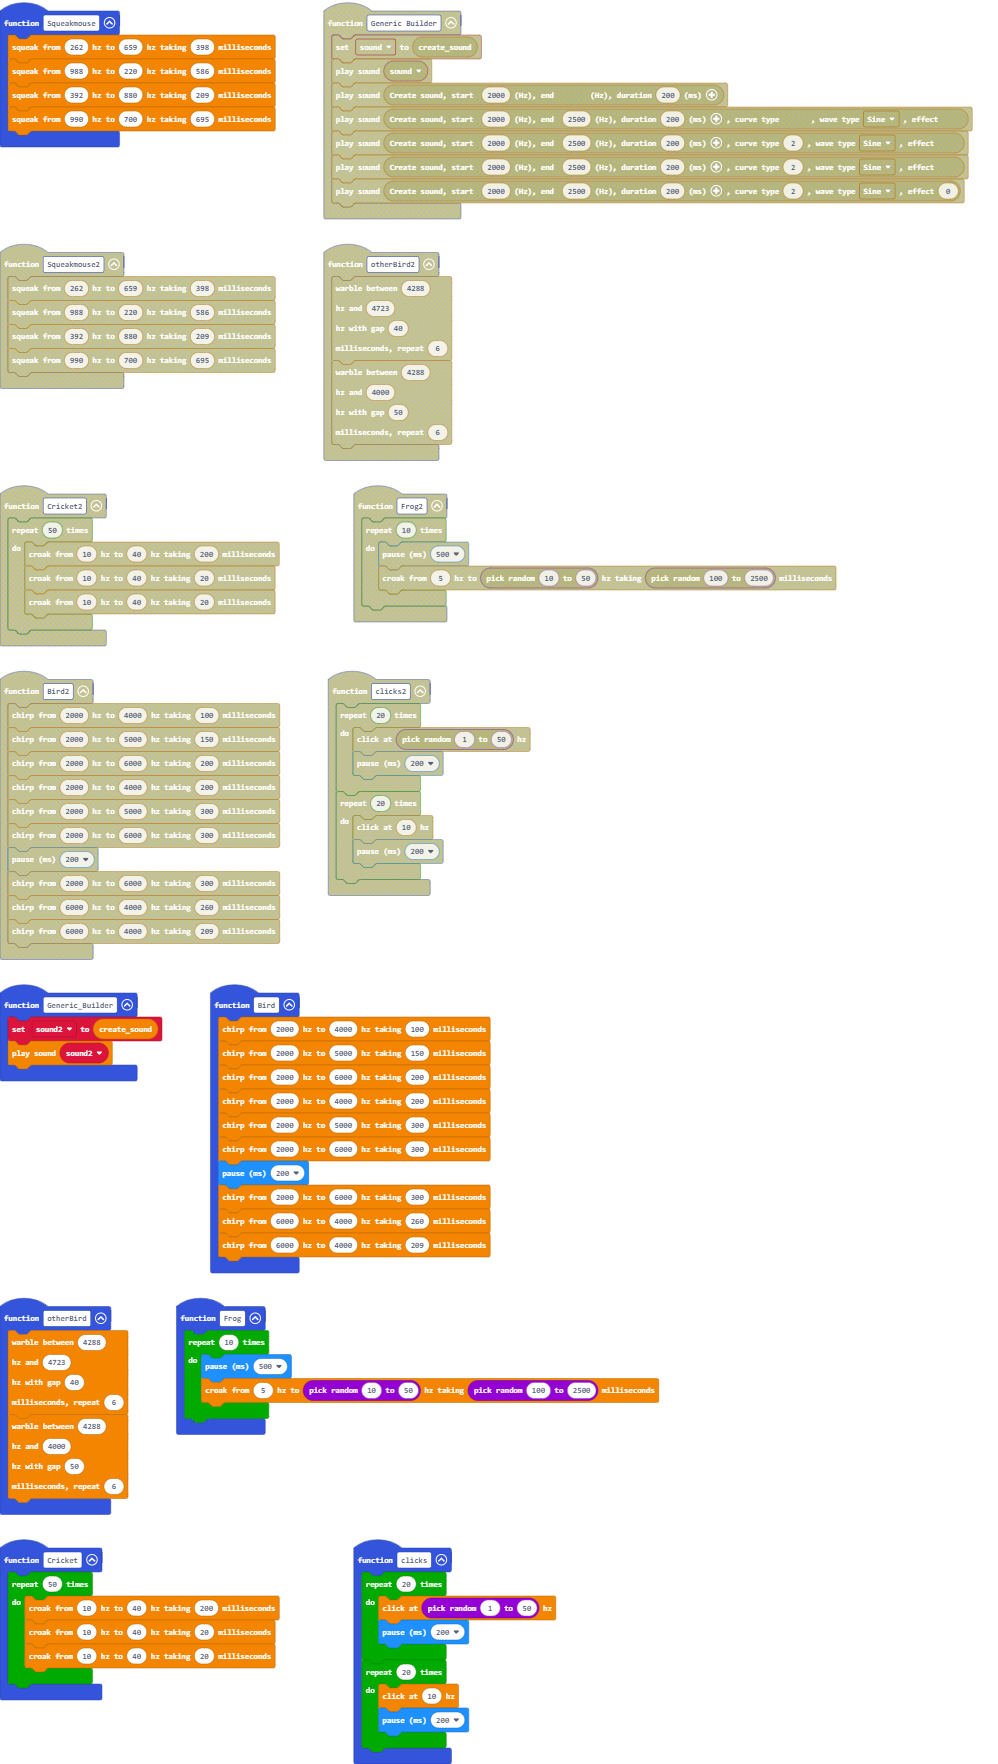 function Squeakmouse
squeak from 262 hz to 659 hz taking 398 milliseconds
squeak from 988 hz to 220 hz taking 586 milliseconds
squeak from 392 hz to 880 hz taking 209 milliseconds
squeak from 990 hz to 700 hz taking 695 milliseconds
function Generic Builder
set sound to create_sound
play sound sound
play sound Create sound, start 2000 (Hz), end (Hz), duration 200 (ms)
play sound Create sound, start 2000 (Hz), end 2500 (Hz), duration 200 (ms) , curve type , wave type Sine , effect
play sound Create sound, start 2000 (Hz), end 2500 (Hz), duration 200 (ms) , curve type 2 , wave type Sine , effect
play sound Create sound, start 2000 (Hz), end 2500 (Hz), duration 200 (ms) , curve type 2 , wave type Sine , effect
play sound Create sound, start 2000 (Hz), end 2500 (Hz), duration 200 (ms) , curve type 2 , wave type Sine , effect 0
function Squeakmouse2
squeak from 262 hz to 659 hz taking 398 milliseconds
squeak from 988 hz to 220 hz taking 586 milliseconds
squeak from 392 hz to 880 hz taking 209 milliseconds
squeak from 990 hz to 700 hz taking 695 milliseconds
function otherBird2
warble between 4288
hz and 4723
hz with gap 40
milliseconds, repeat 6
warble between 4288
hz and 4000
hz with gap 50
milliseconds, repeat 6
function Cricket2
repeat 50 times
do
croak from 10 hz to 40 hz taking 200 milliseconds
croak from 10 hz to 40 hz taking 20 milliseconds
croak from 10 hz to 40 hz taking 20 milliseconds
function Frog2
repeat 10 times
do
pause (ms) 500
croak from 5 hz to pick random 10 to 50 hz taking pick random 100 to 2500 milliseconds
function Bird2
chirp from 2000 hz to 4000 hz taking 100 milliseconds
chirp from 2000 hz to 5000 hz taking 150 milliseconds
chirp from 2000 hz to 6000 hz taking 200 milliseconds
chirp from 2000 hz to 4000 hz taking 200 milliseconds
chirp from 2000 hz to 5000 hz taking 300 milliseconds
chirp from 2000 hz to 6000 hz taking 300 milliseconds
pause (ms) 200
chirp from 2000 hz to 6000 hz taking 300 milliseconds
chirp from 6000 hz to 4000 hz taking 260 milliseconds
chirp from 6000 hz to 4000 hz taking 209 milliseconds
function clicks2
repeat 20 times
do
click at pick random 1 to 50 hz
pause (ms) 200
repeat 20 times
do
click at 10 hz
pause (ms) 200
function Generic_Builder
set sound2 to create_sound
play sound sound2
function Bird
chirp from 2000 hz to 4000 hz taking 100 milliseconds
chirp from 2000 hz to 5000 hz taking 150 milliseconds
chirp from 2000 hz to 6000 hz taking 200 milliseconds
chirp from 2000 hz to 4000 hz taking 200 milliseconds
chirp from 2000 hz to 5000 hz taking 300 milliseconds
chirp from 2000 hz to 6000 hz taking 300 milliseconds
pause (ms) 200
chirp from 2000 hz to 6000 hz taking 300 milliseconds
chirp from 6000 hz to 4000 hz taking 260 milliseconds
chirp from 6000 hz to 4000 hz taking 209 milliseconds
function otherBird
warble between 4288
hz and 4723
hz with gap 40
milliseconds, repeat 6
warble between 4288
hz and 4000
hz with gap 50
milliseconds, repeat 6
function Frog
repeat 10 times
do
pause (ms) 500
croak from 5 hz to pick random 10 to 50 hz taking pick random 100 to 2500 milliseconds
function Cricket
repeat 50 times
do
croak from 10 hz to 40 hz taking 200 milliseconds
croak from 10 hz to 40 hz taking 20 milliseconds
croak from 10 hz to 40 hz taking 20 milliseconds
function clicks
repeat 20 times
do
click at pick random 1 to 50 hz
pause (ms) 200
repeat 20 times
do
click at 10 hz
pause (ms) 200